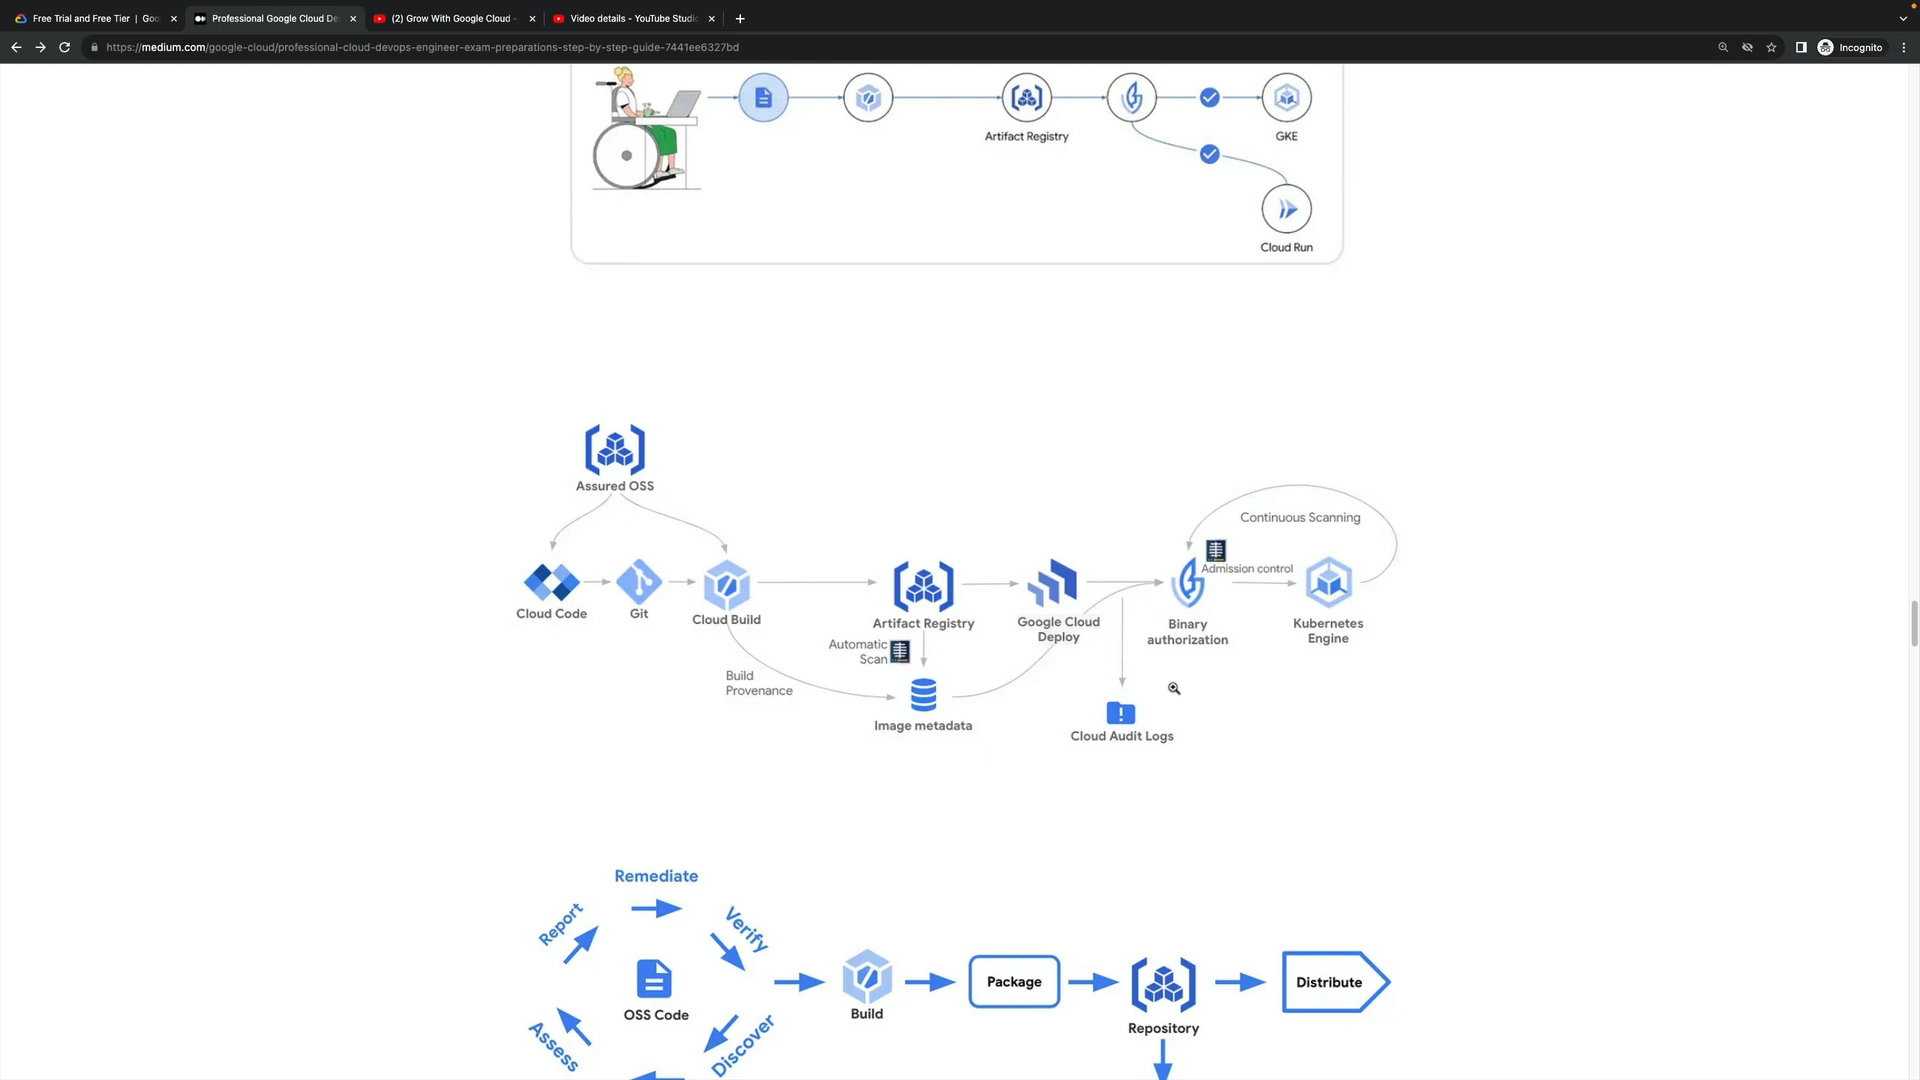 Free Trial and Free Tier | Goo
Professional Google Cloud De
(2) Grow With Google Cloud -
Video details - YouTube Studio
https://medium.com/google-cloud/professional-cloud-devops-engineer-exam-preparations-step-by-step-guide-7441ee6327bd
Incognito
Artifact Registry
GKE
Cloud Run
Assured OSS
Continuous Scanning
Admission control
Cloud Code
Git
Cloud Build
Artifact Registry
Google Cloud
Deploy
Binary
authorization
Kubernetes
Engine
Automatic
Scan
Build
Provenance
Image metadata
Cloud Audit Logs
Remediate
Report
Verify
OSS Code
Build
Package
Repository
Distribute
Assess
Discover